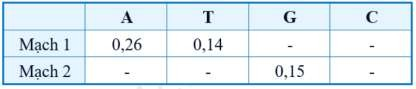 A T G C
Mạch 1 0,26 0,14 - -
Mạch 2 - - 0,15 -